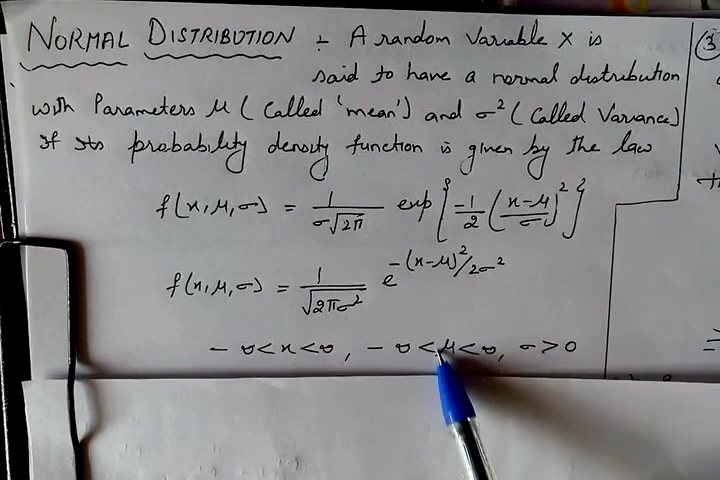 NORMAL DISTRIBUTION :- A random variable X is
said to have a normal distribution
with Parameters μ (Called 'mean') and σ² (Called Variance)
If its probability density function is given by the law
f(x, μ, σ) = 1/σ√2π exp{-1/2 (x-μ/σ)²}
f(x, μ, σ) = 1/√2πσ² e^-(x-μ)²/2σ²
- ∞ < x < ∞, - ∞ < μ < ∞, σ > 0
(3